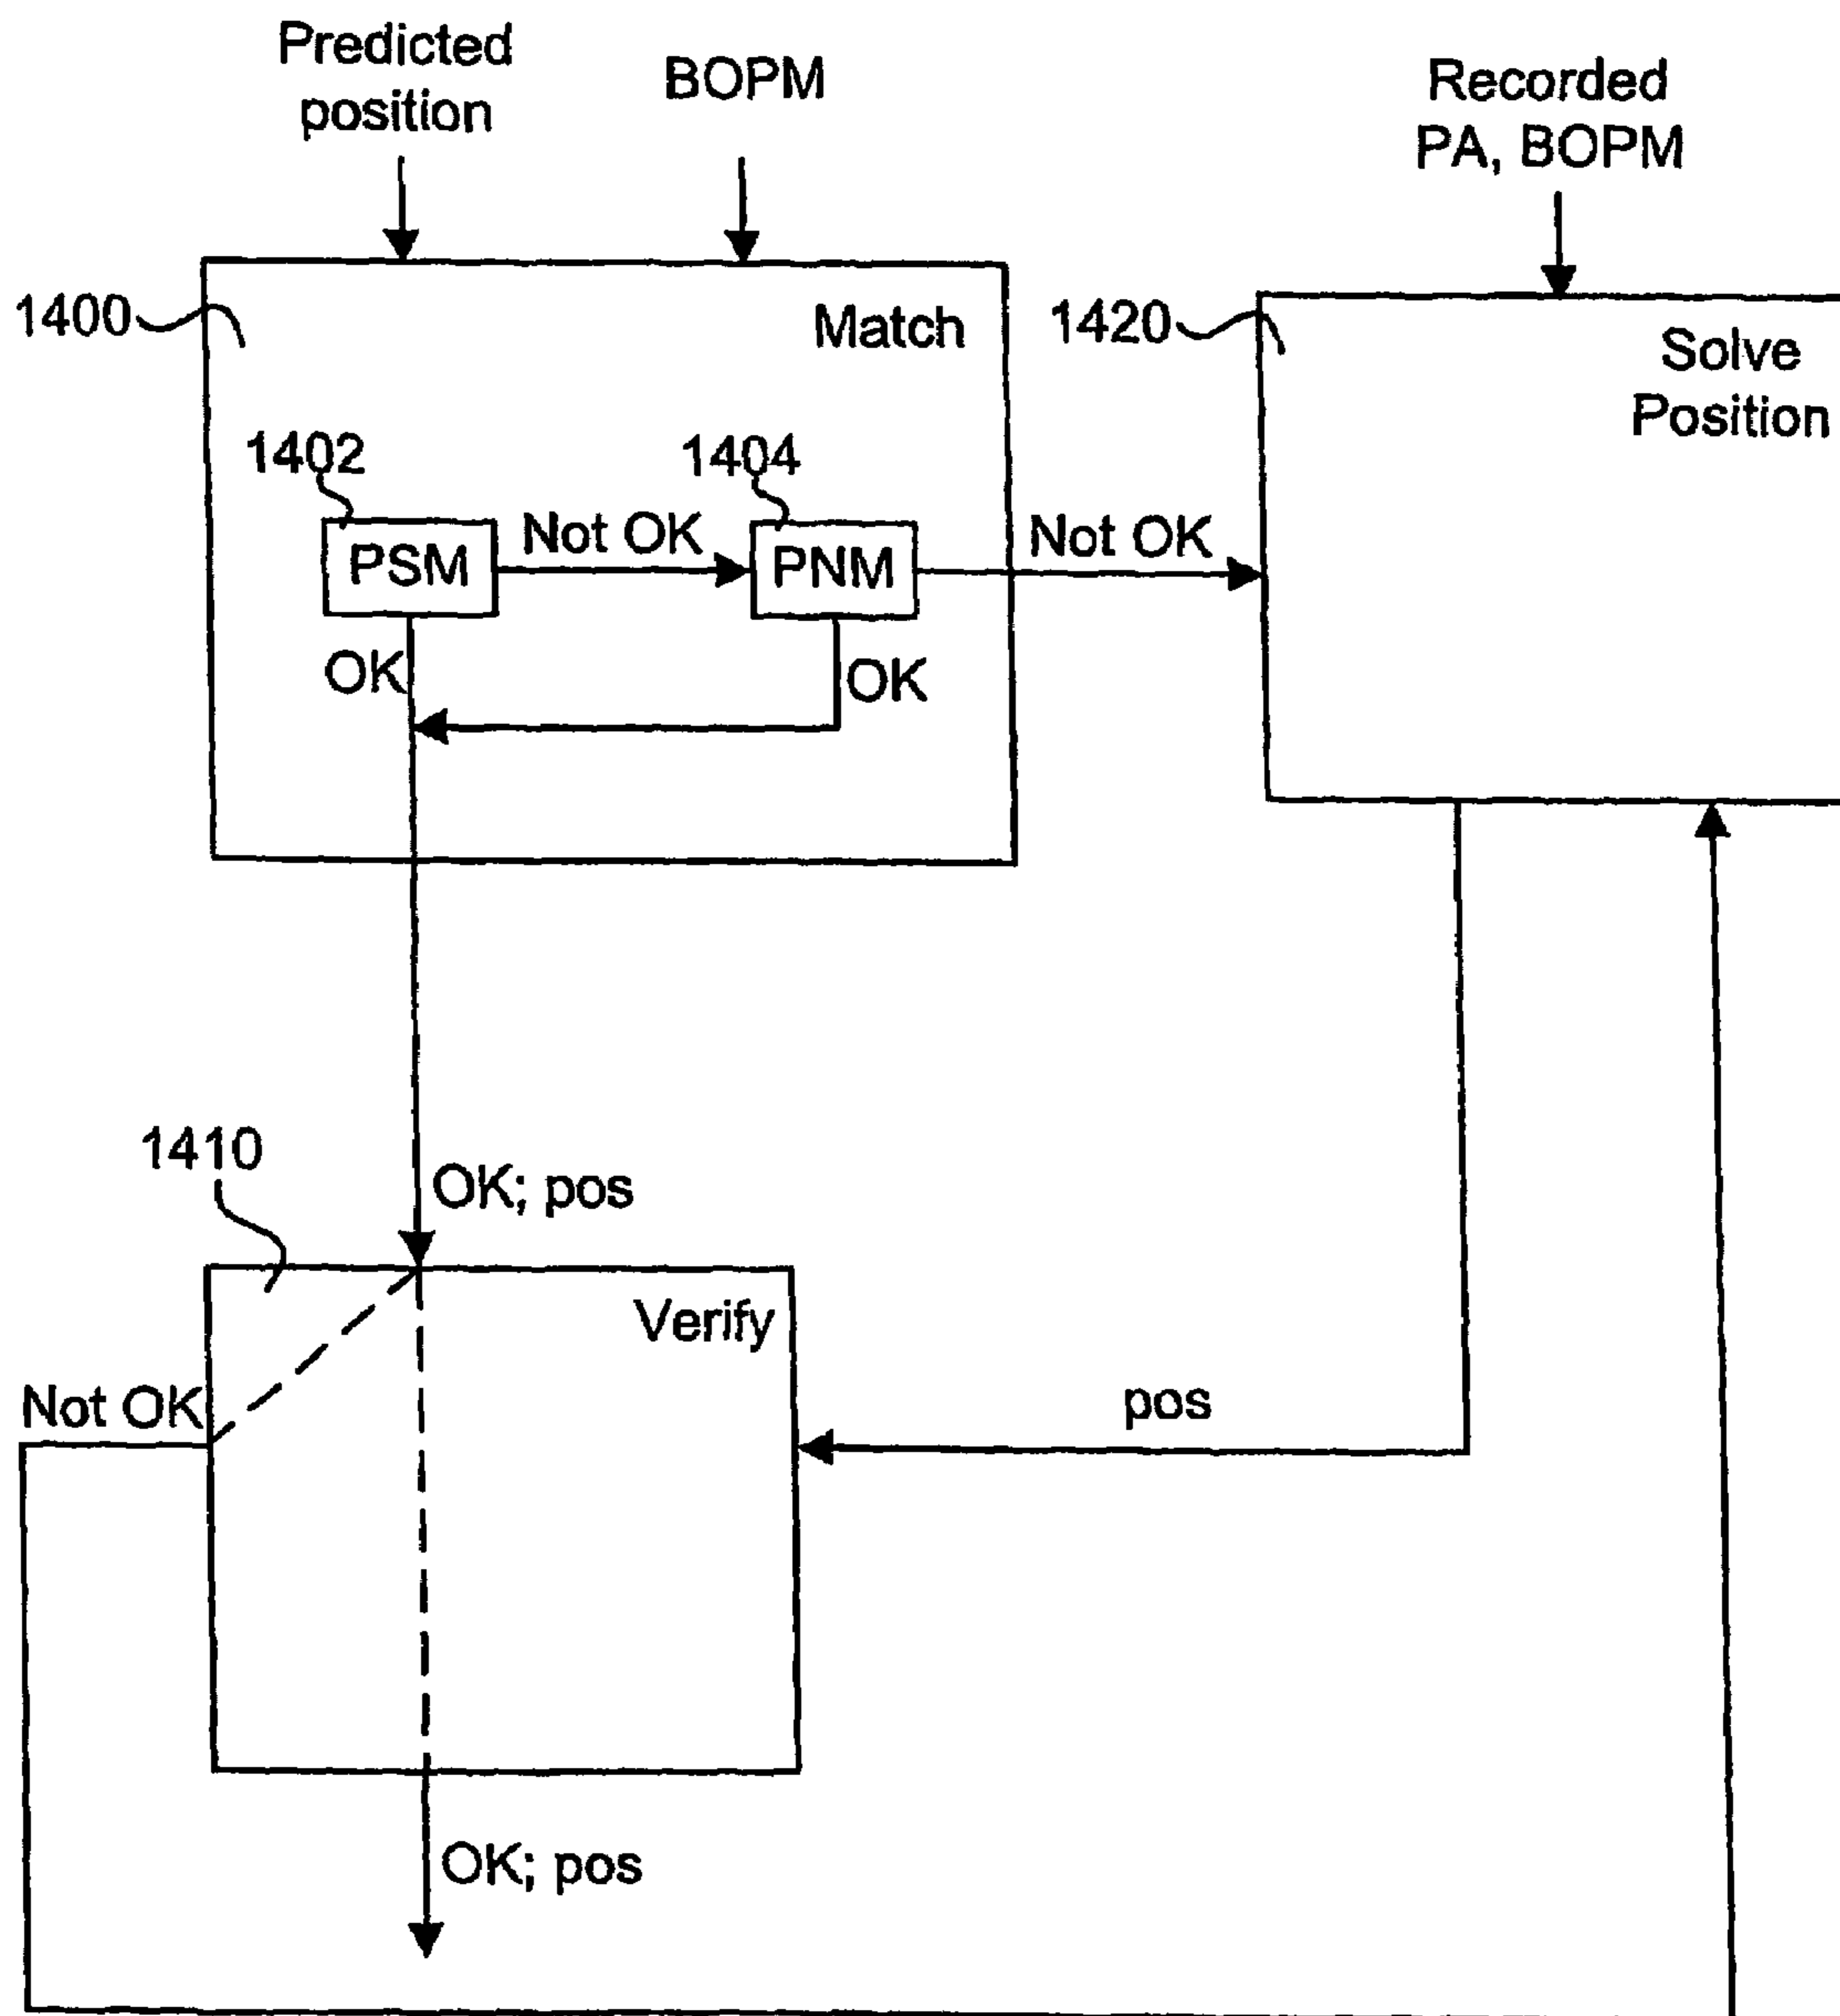 Predicted
position
BOPM
Recorded
PA, BOPM
1400
Match
1420
Solve
Position
1402
1404
PSM
Not OK
PNM
Not OK
OK
OK
1410
OK; pos
Verify
Not OK
pos
OK; pos